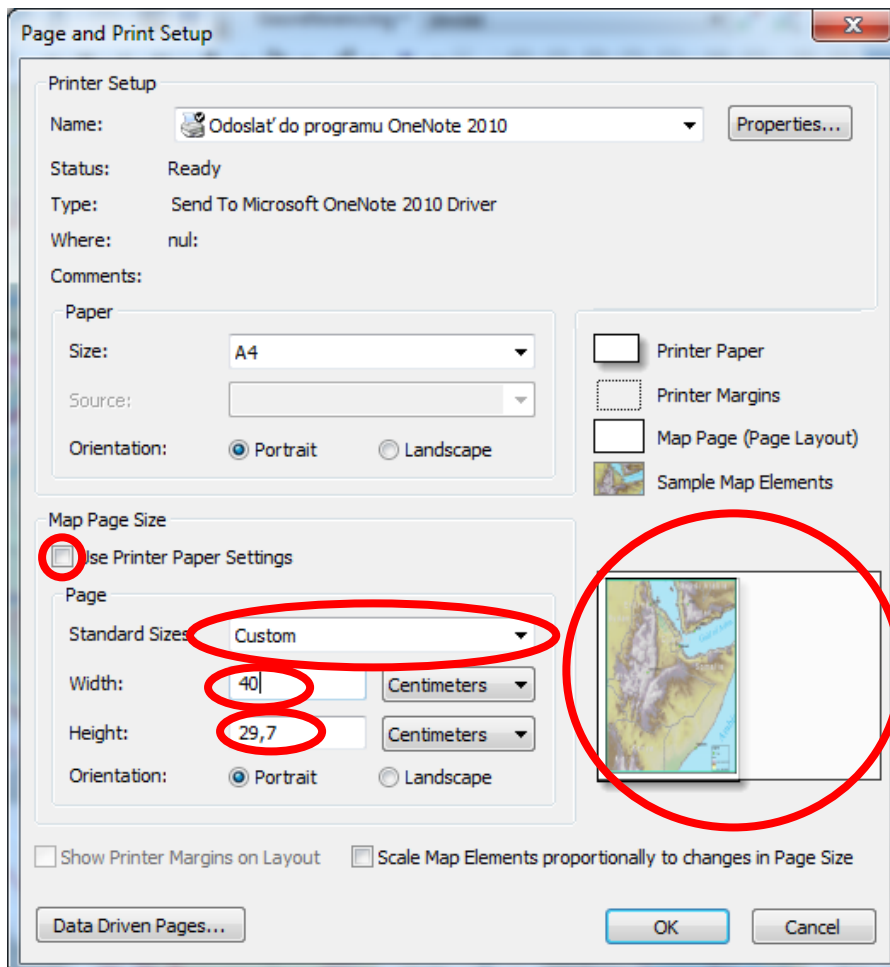 Page and Print Setup
Printer Setup
Name: Odoslať do programu OneNote 2010 Properties...
Status: Ready
Type: Send To Microsoft OneNote 2010 Driver
Where: nul:
Comments:
Paper
Size: A4
Source:
Orientation: Portrait Landscape
Printer Paper
Printer Margins
Map Page (Page Layout)
Sample Map Elements
Map Page Size
Use Printer Paper Settings
Page
Standard Sizes Custom
Width: 40 Centimeters
Height: 29,7 Centimeters
Orientation: Portrait Landscape
Show Printer Margins on Layout Scale Map Elements proportionally to changes in Page Size
Data Driven Pages... OK Cancel